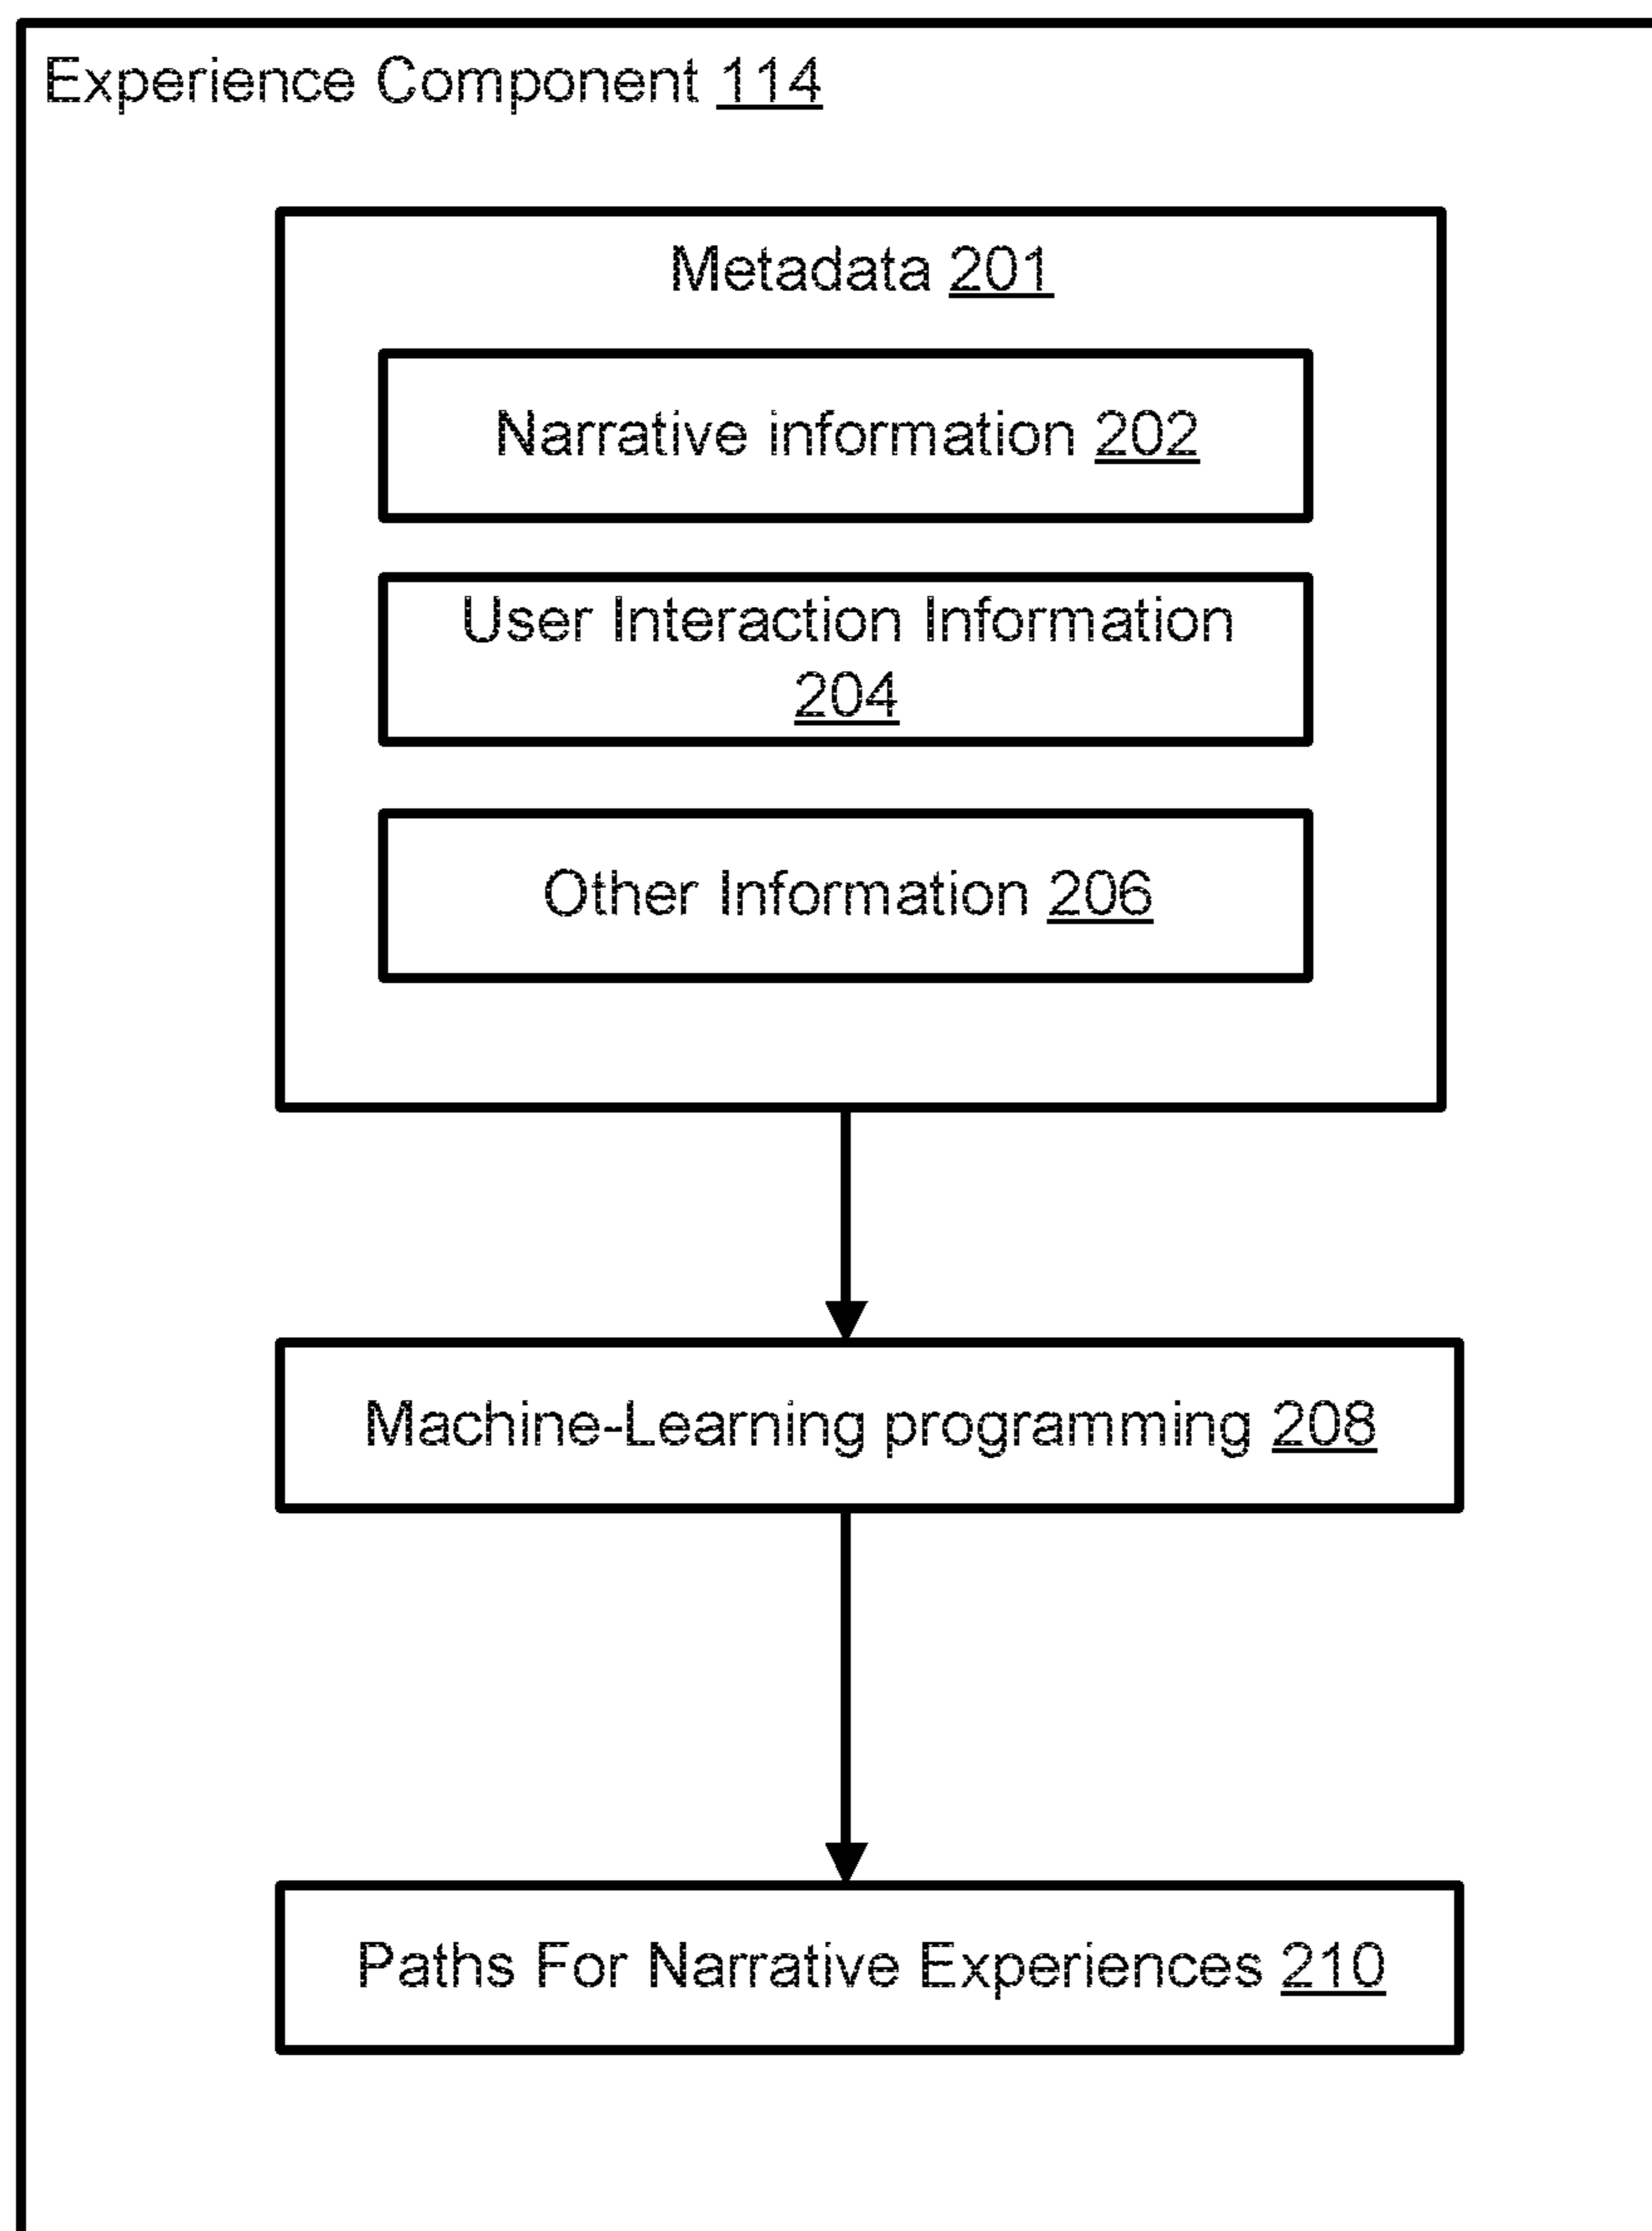 Experience Component 114
Metadata 201
Narrative information 202
User Interaction Information
204
Other Information 206
Machine-Learning programming 208
Paths For Narrative Experiences 210